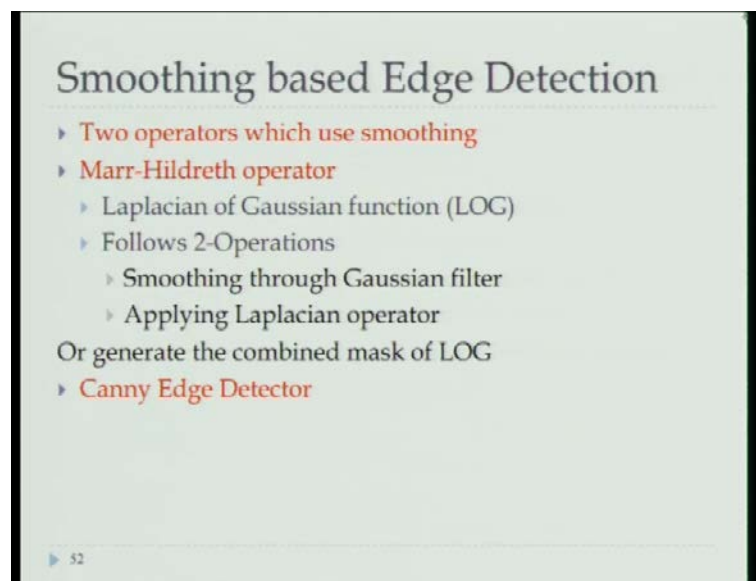 Smoothing based Edge Detection
Two operators which use smoothing
Marr-Hildreth operator
Laplacian of Gaussian function (LOG)
Follows 2-Operations
Smoothing through Gaussian filter
Applying Laplacian operator
Or generate the combined mask of LOG
Canny Edge Detector
52